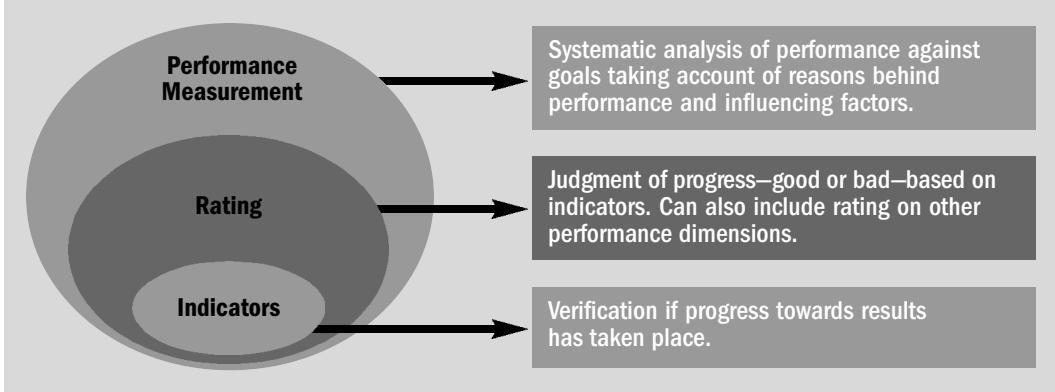 Performance
Measurement
Systematic analysis of performance against
goals taking account of reasons behind
performance and influencing factors.
Rating
Judgment of progress—good or bad—based on
indicators. Can also include rating on other
performance dimensions.
Indicators
Verification if progress towards results
has taken place.